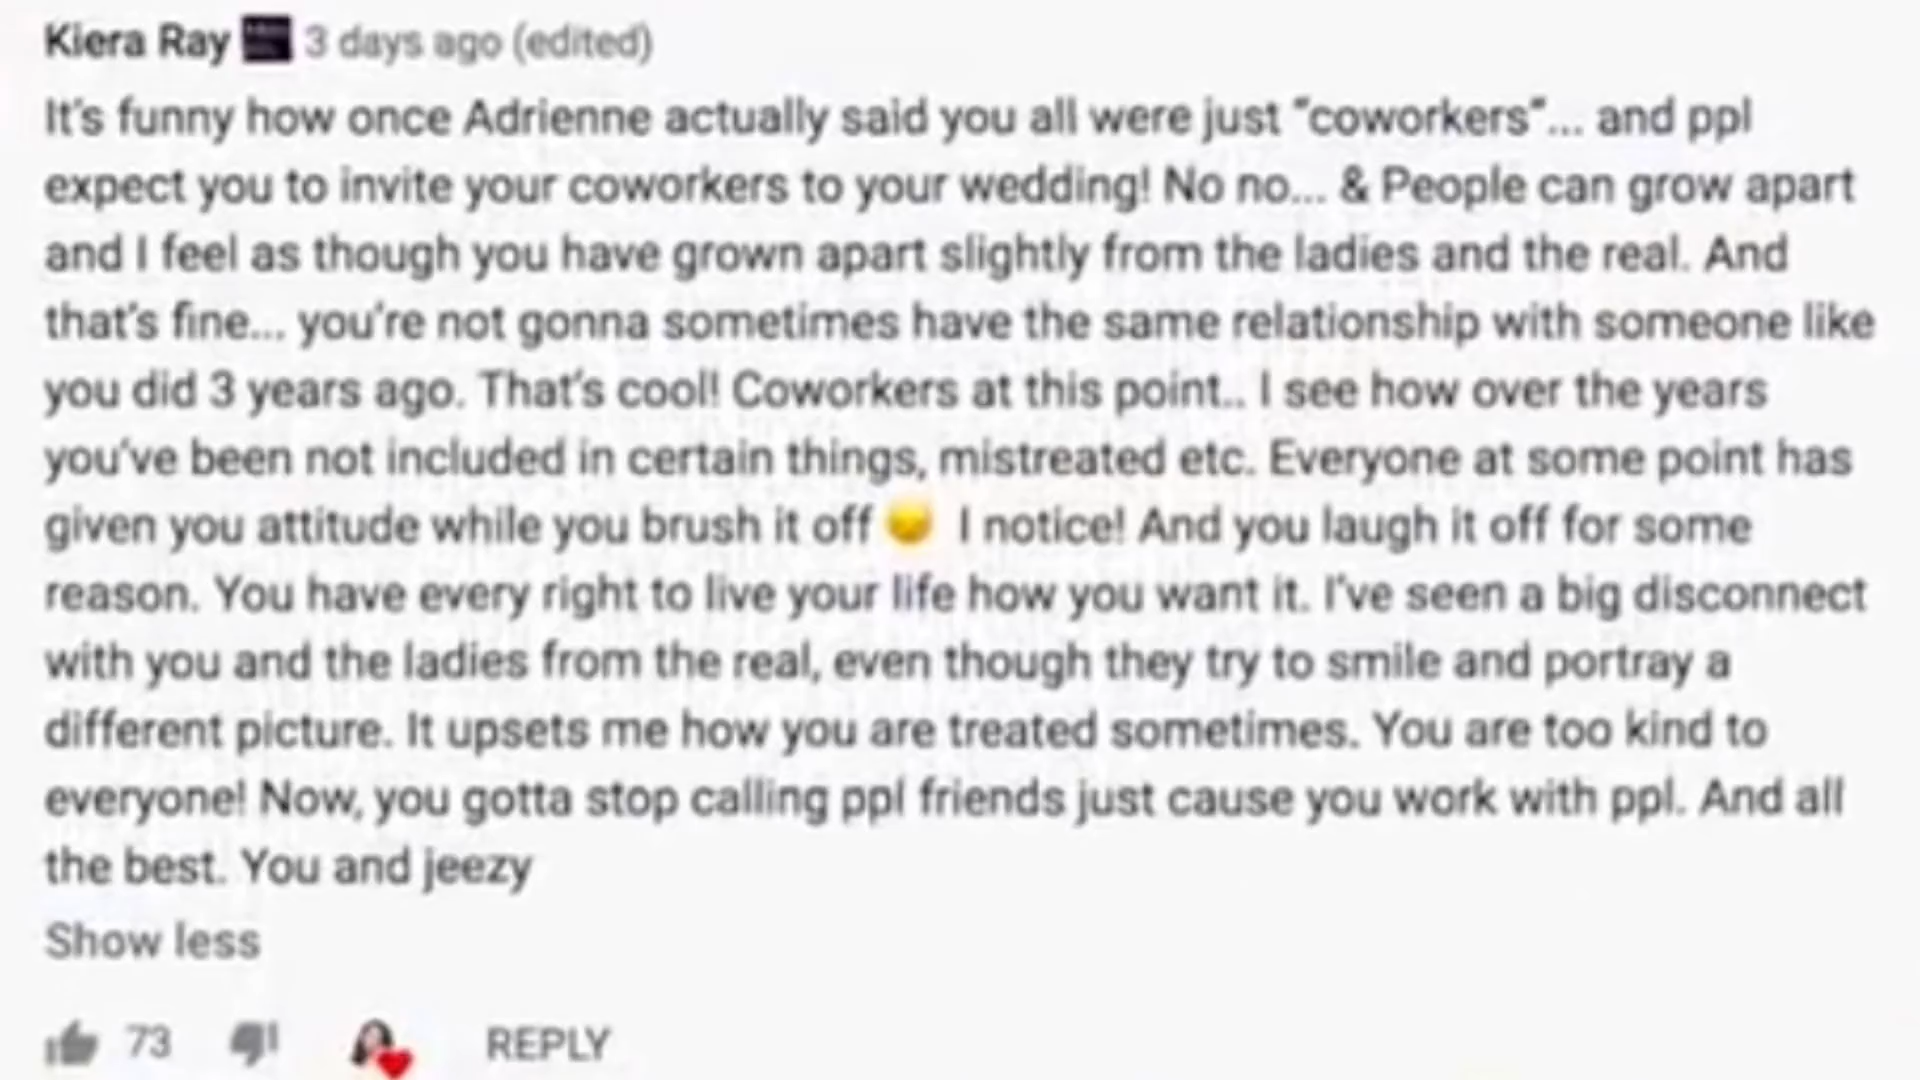 Kiera Ray 3 days ago (edited)
It's funny how once Adrienne actually said you all were just "coworkers"... and ppl
expect you to invite your coworkers to your wedding! No no... & People can grow apart
and I feel as though you have grown apart slightly from the ladies and the real. And
that's fine... you're not gonna sometimes have the same relationship with someone like
you did 3 years ago. That's cool! Coworkers at this point.. I see how over the years
you've been not included in certain things, mistreated etc. Everyone at some point has
given you attitude while you brush it off 😔 I notice! And you laugh it off for some
reason. You have every right to live your life how you want it. I've seen a big disconnect
with you and the ladies from the real, even though they try to smile and portray a
different picture. It upsets me how you are treated sometimes. You are too kind to
everyone! Now, you gotta stop calling ppl friends just cause you work with ppl. And all
the best. You and jeezy
Show less
73 REPLY